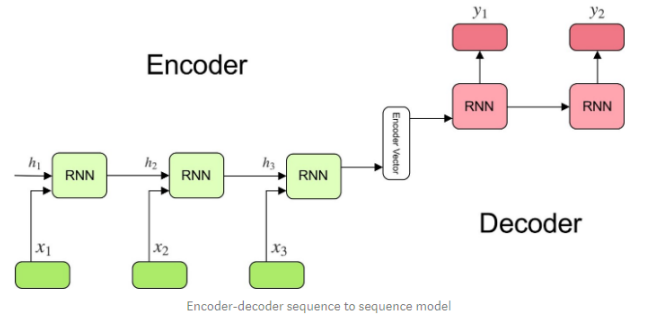 y₁ y₂
Encoder
RNN RNN
Encoder Vector
h₁ h₂ h₃
RNN RNN RNN
Decoder
x₁ x₂ x₃
Encoder-decoder sequence to sequence model